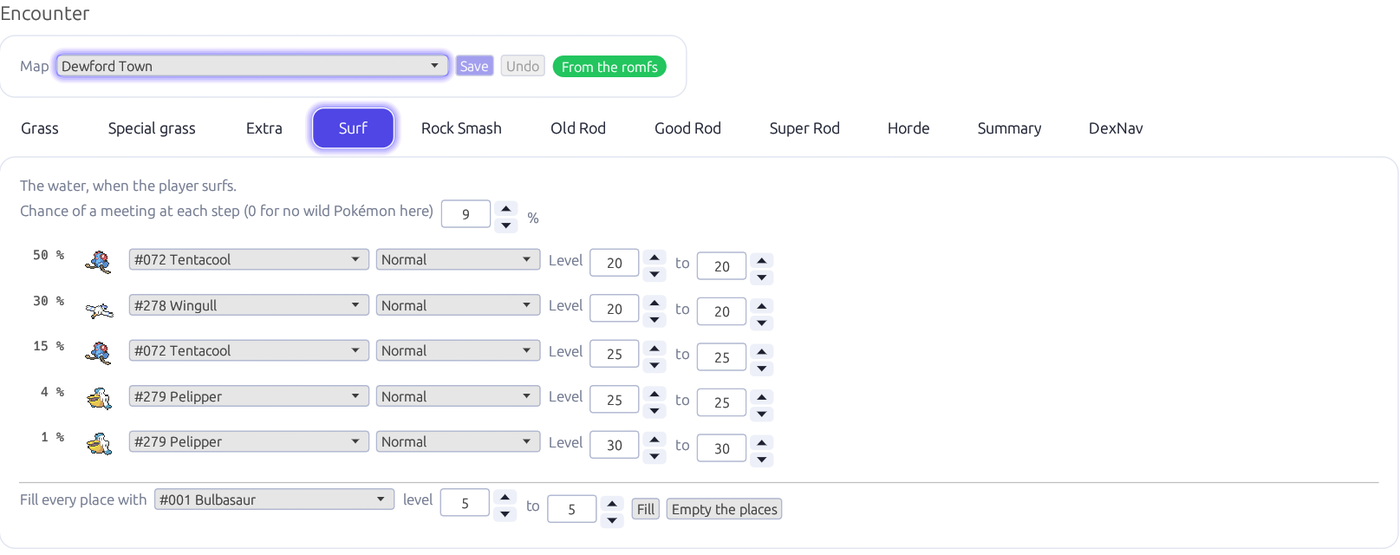 Encounter
Map Dewford Town Save Undo From the romfs
Grass Special grass Extra Surf Rock Smash Old Rod Good Rod Super Rod Horde Summary DexNav
The water, when the player surfs.
Chance of a meeting at each step (0 for no wild Pokémon here) 9 %
50 % #072 Tentacool Normal Level 20 to 20
30 % #278 Wingull Normal Level 20 to 20
15 % #072 Tentacool Normal Level 25 to 25
4 % #279 Pelipper Normal Level 25 to 25
1 % #279 Pelipper Normal Level 30 to 30
Fill every place with #001 Bulbasaur level 5 to 5 Fill Empty the places